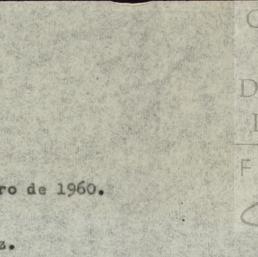 ro de 1960.
z.